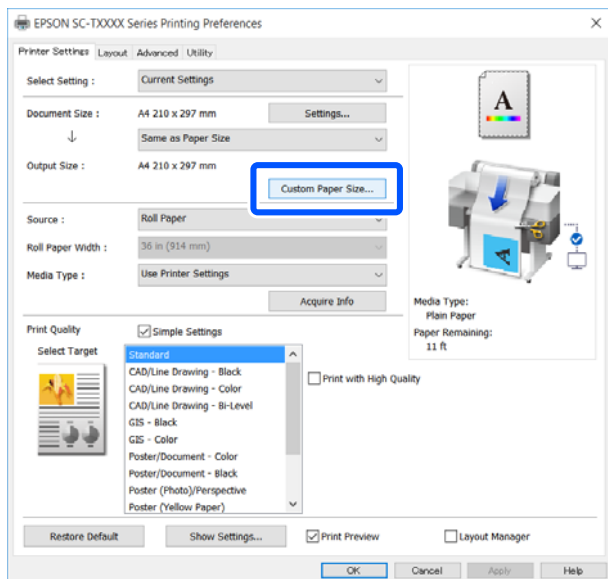 EPSON SC-TXXXX Series Printing Preferences
Printer Settings Layout Advanced Utility
Select Setting : Current Settings
Document Size : A4 210 x 297 mm Settings...
Same as Paper Size
Output Size : A4 210 x 297 mm
Custom Paper Size...
Source : Roll Paper
Roll Paper Width : 36 in (914 mm)
Media Type : Use Printer Settings
Acquire Info
A
Media Type:
Plain Paper
Paper Remaining:
11 ft
Print Quality Simple Settings
Select Target
Standard
CAD/Line Drawing - Black
CAD/Line Drawing - Color
CAD/Line Drawing - Bi-Level
GIS - Black
GIS - Color
Poster/Document - Color
Poster/Document - Black
Poster (Photo)/Perspective
Poster (Yellow Paper)
Print with High Quality
Restore Default Show Settings... Print Preview Layout Manager
OK Cancel Apply Help